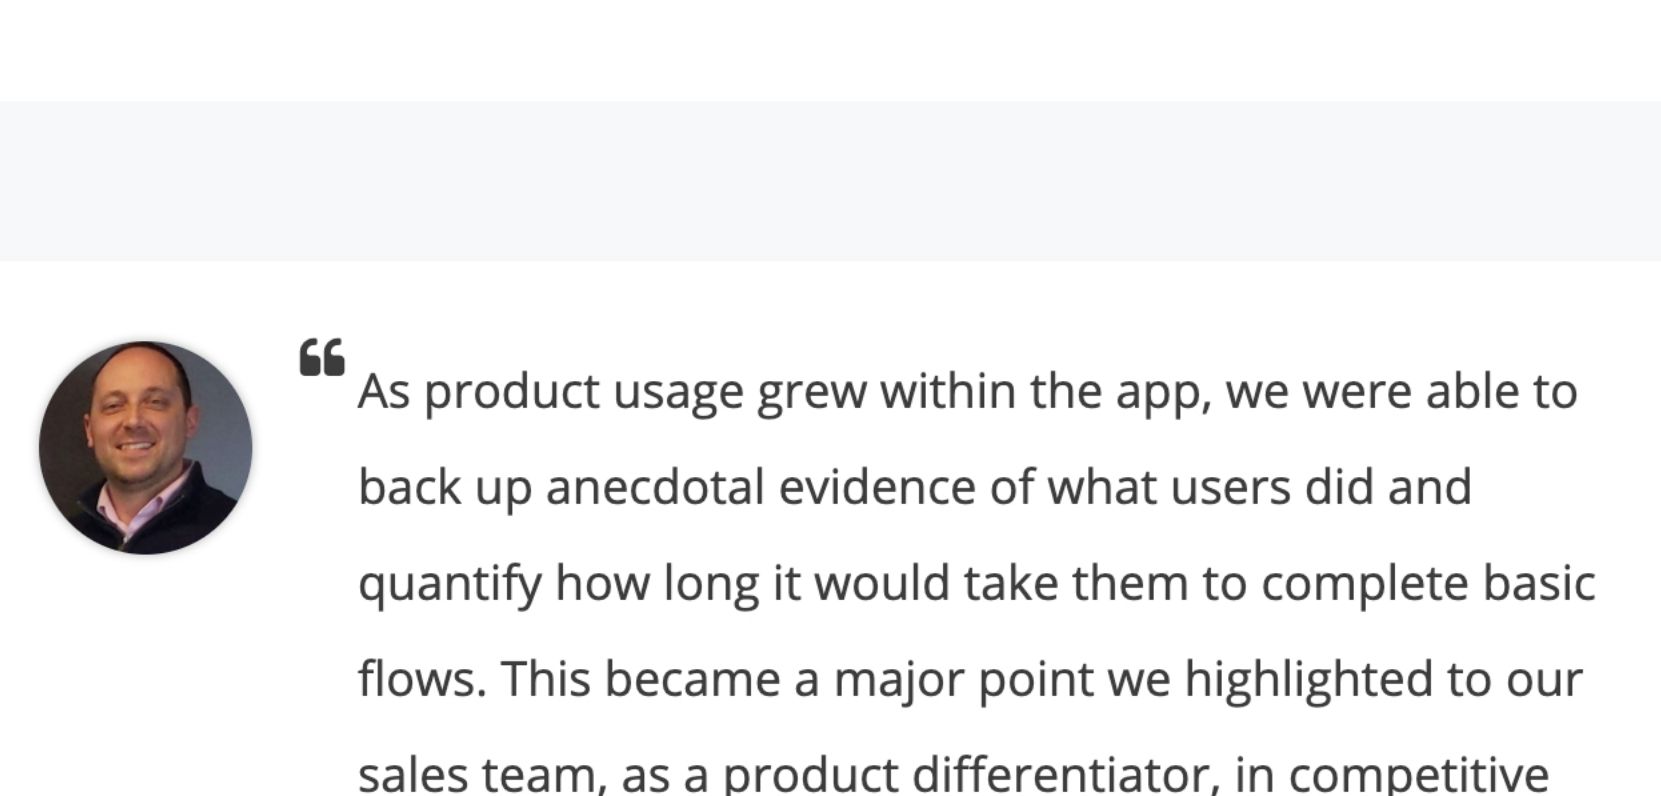 “ As product usage grew within the app, we were able to
back up anecdotal evidence of what users did and
quantify how long it would take them to complete basic
flows. This became a major point we highlighted to our
sales team, as a product differentiator, in competitive